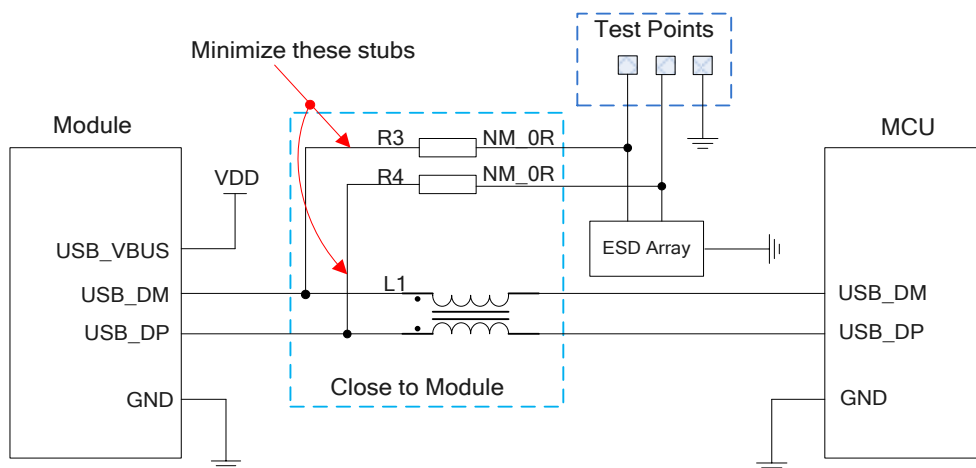 Test Points
Minimize these stubs
Module
MCU
R3
NM_0R
VDD
R4
NM_0R
USB_VBUS
ESD Array
USB_DM
L1
USB_DM
USB_DP
USB_DP
Close to Module
GND
GND